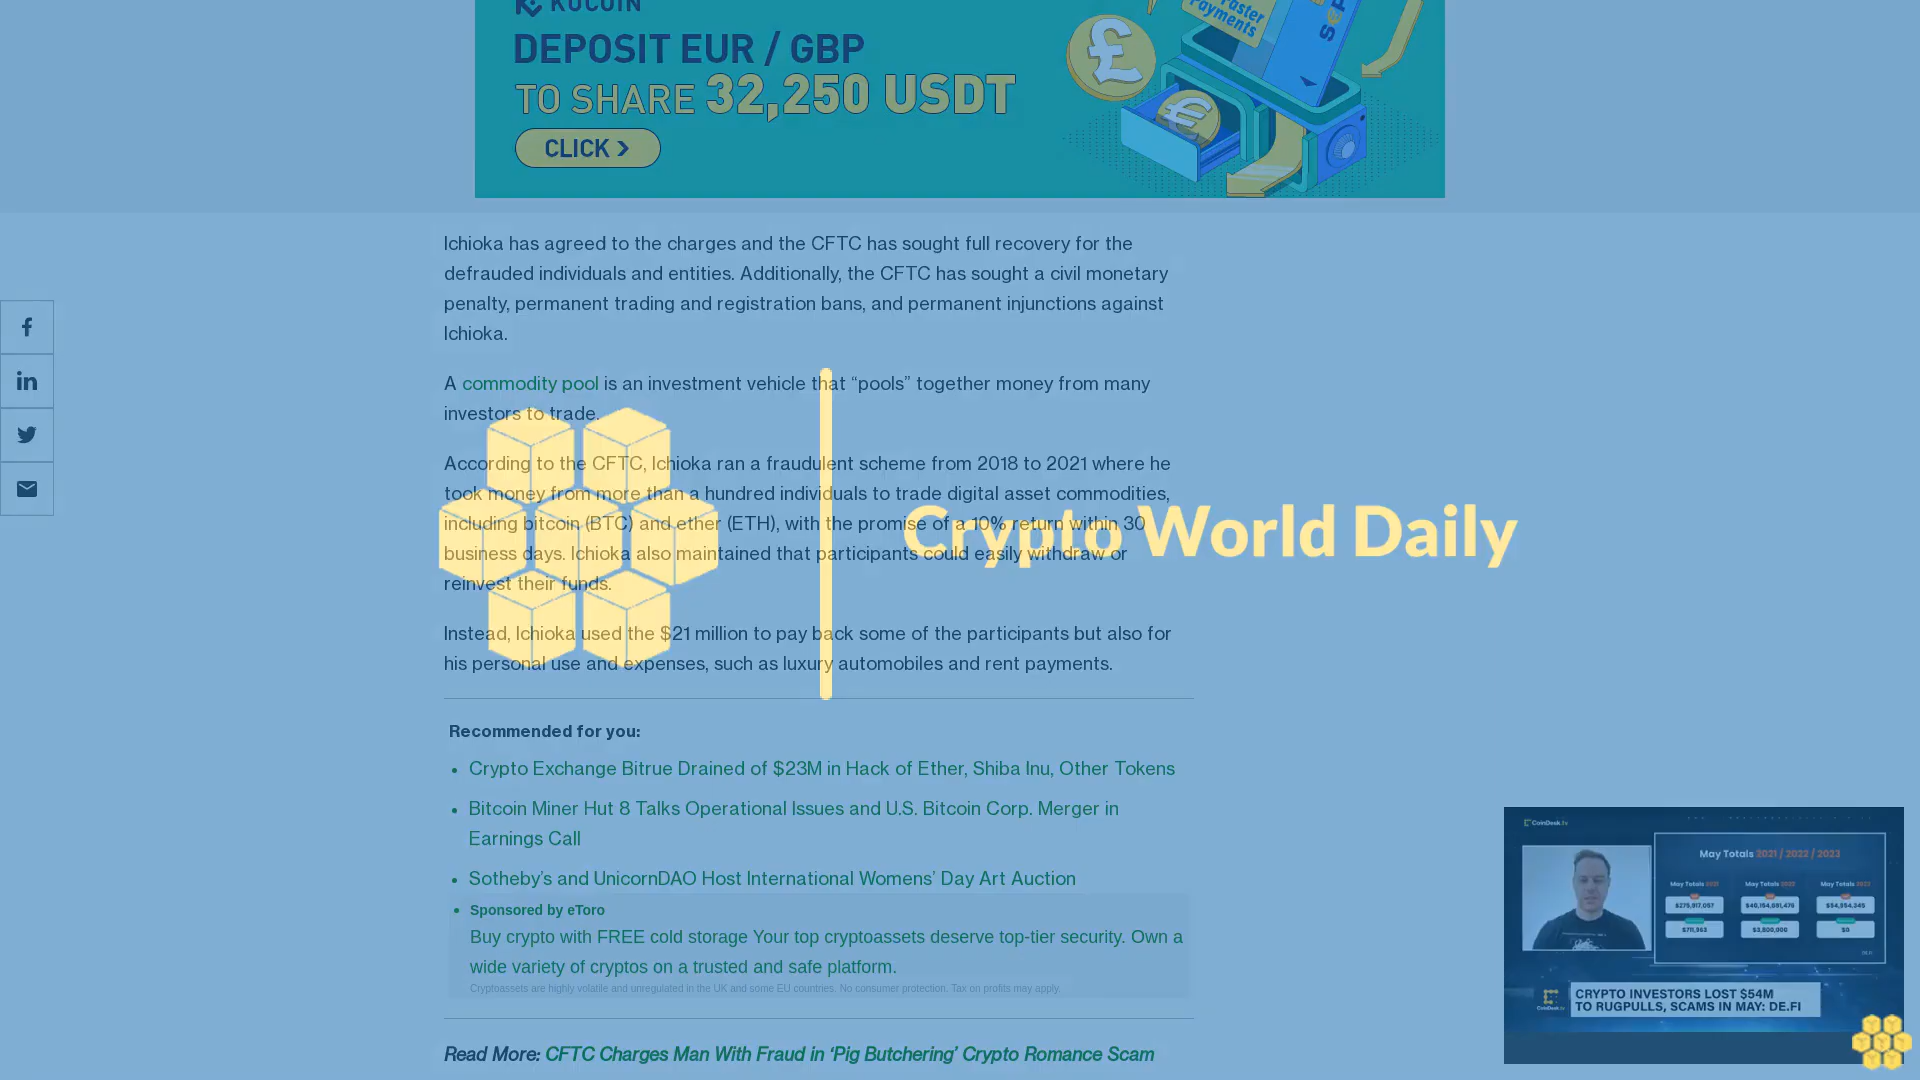 KUCOIN
DEPOSIT EUR / GBP
TO SHARE 32,250 USDT
CLICK >
Faster
Payments
Ichioka has agreed to the charges and the CFTC has sought full recovery for the
defrauded individuals and entities. Additionally, the CFTC has sought a civil monetary
penalty, permanent trading and registration bans, and permanent injunctions against
Ichioka.
A commodity pool is an investment vehicle that “pools” together money from many
investors to trade.
According to the CFTC, Ichioka ran a fraudulent scheme from 2018 to 2021 where he
took money from more than a hundred individuals to trade digital asset commodities,
including bitcoin (BTC) and ether (ETH), with the promise of a 10% return within 30
business days. Ichioka also maintained that participants could easily withdraw or
reinvest their funds.
Crypto World Daily
Instead, Ichioka used the $21 million to pay back some of the participants but also for
his personal use and expenses, such as luxury automobiles and rent payments.
Recommended for you:
• Crypto Exchange Bitrue Drained of $23M in Hack of Ether, Shiba Inu, Other Tokens
• Bitcoin Miner Hut 8 Talks Operational Issues and U.S. Bitcoin Corp. Merger in
Earnings Call
• Sotheby’s and UnicornDAO Host International Womens’ Day Art Auction
• Sponsored by eToro
Buy crypto with FREE cold storage Your top cryptoassets deserve top-tier security. Own a
wide variety of cryptos on a trusted and safe platform.
Cryptoassets are highly volatile and unregulated in the UK and some EU countries. No consumer protection. Tax on profits may apply.
Read More: CFTC Charges Man With Fraud in ‘Pig Butchering’ Crypto Romance Scam
CoinDesk.tv
May Totals 2021 / 2022 / 2023
CRYPTO INVESTORS LOST $54M
TO RUGPULLS, SCAMS IN MAY: DE.FI